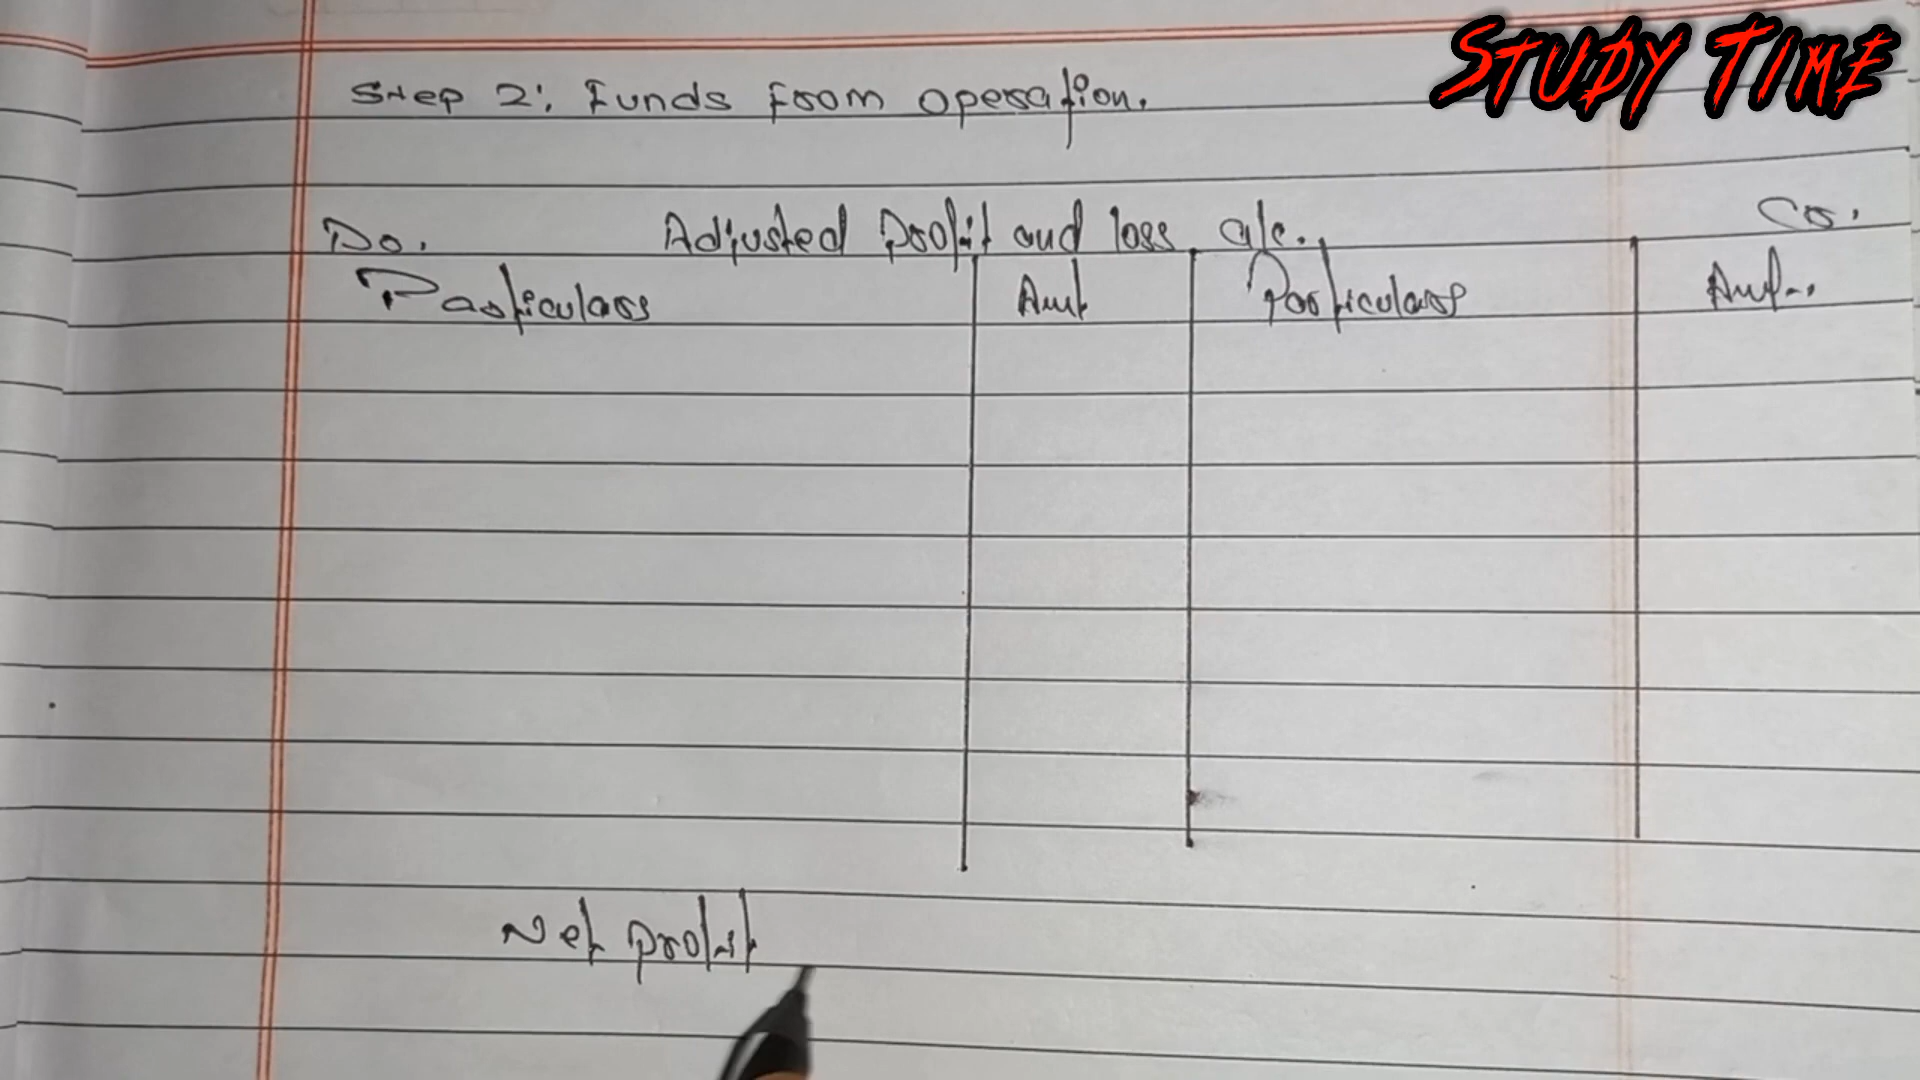 STUDY TIME
Step 2: Funds from operation.
Dr. Adjusted Profit and loss a/c. Cr.
Particulars Amt Particulars Amt.
Net profit